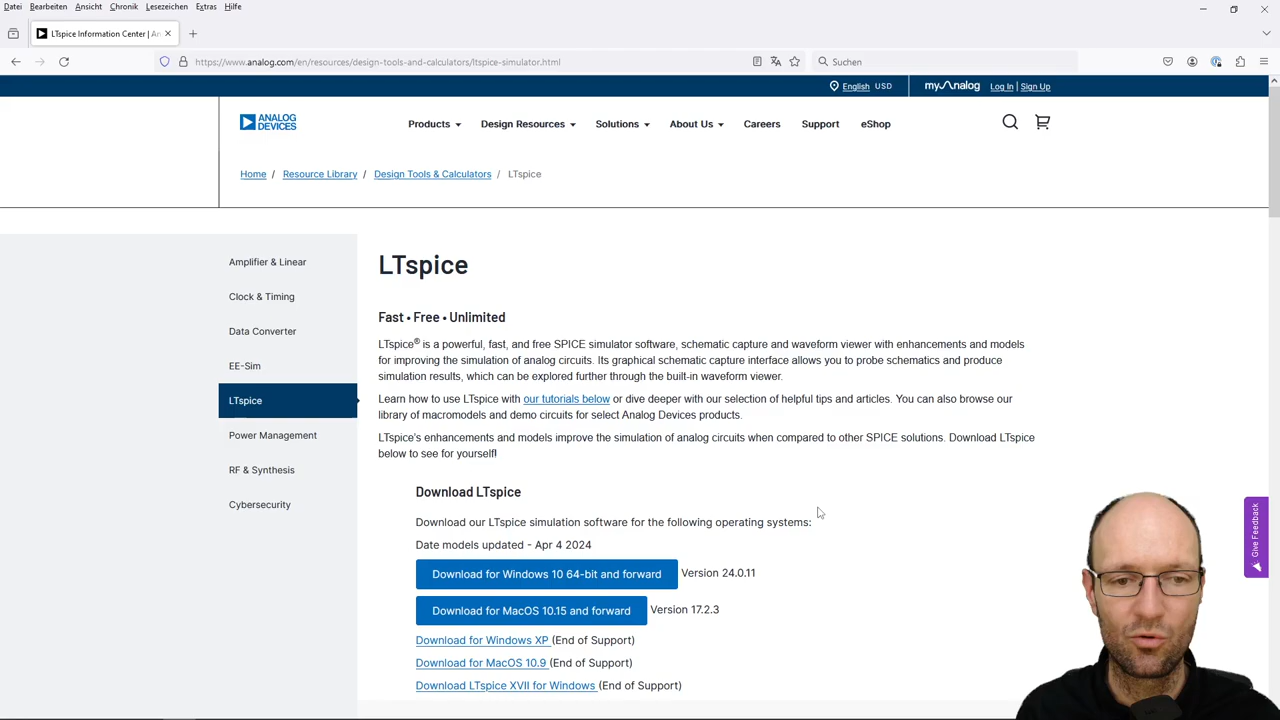 Datei Bearbeiten Ansicht Chronik Lesezeichen Extras Hilfe
LTspice Information Center | An
https://www.analog.com/en/resources/design-tools-and-calculators/ltspice-simulator.html
Suchen
English USD
myAnalog
Log In | Sign Up
ANALOG
DEVICES
Products
Design Resources
Solutions
About Us
Careers
Support
eShop
Home / Resource Library / Design Tools & Calculators / LTspice
Amplifier & Linear
Clock & Timing
Data Converter
EE-Sim
LTspice
Power Management
RF & Synthesis
Cybersecurity
LTspice
Fast • Free • Unlimited
LTspice® is a powerful, fast, and free SPICE simulator software, schematic capture and waveform viewer with enhancements and models
for improving the simulation of analog circuits. Its graphical schematic capture interface allows you to probe schematics and produce
simulation results, which can be explored further through the built-in waveform viewer.
Learn how to use LTspice with our tutorials below or dive deeper with our selection of helpful tips and articles. You can also browse our
library of macromodels and demo circuits for select Analog Devices products.
LTspice's enhancements and models improve the simulation of analog circuits when compared to other SPICE solutions. Download LTspice
below to see for yourself!
Download LTspice
Download our LTspice simulation software for the following operating systems:
Date models updated - Apr 4 2024
Download for Windows 10 64-bit and forward Version 24.0.11
Download for MacOS 10.15 and forward Version 17.2.3
Download for Windows XP (End of Support)
Download for MacOS 10.9 (End of Support)
Download LTspice XVII for Windows (End of Support)
Give Feedback